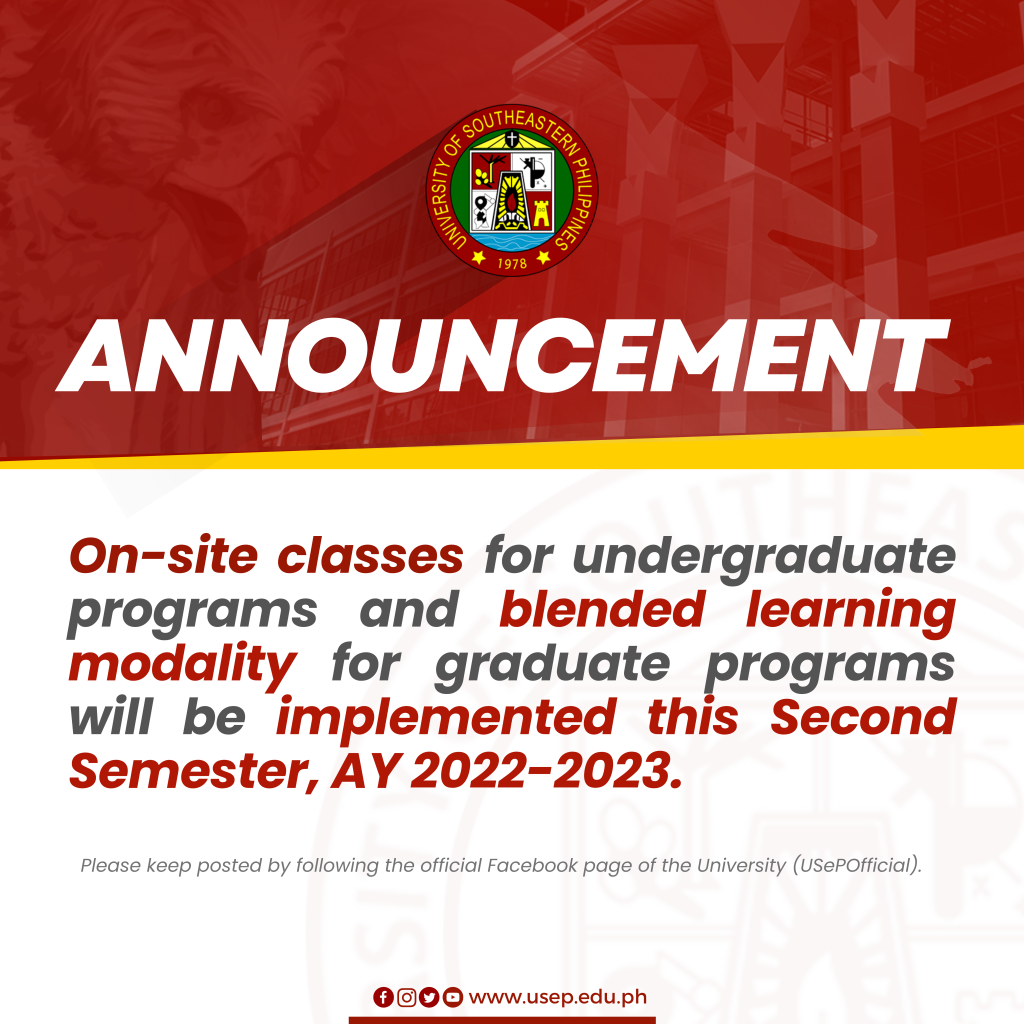 UNIVERSITY OF SOUTHEASTERN PHILIPPINES
1978
ANNOUNCEMENT
On-site classes for undergraduate
programs and blended learning
modality for graduate programs
will be implemented this Second
Semester, AY 2022-2023.
Please keep posted by following the official Facebook page of the University (USePOfficial).
www.usep.edu.ph